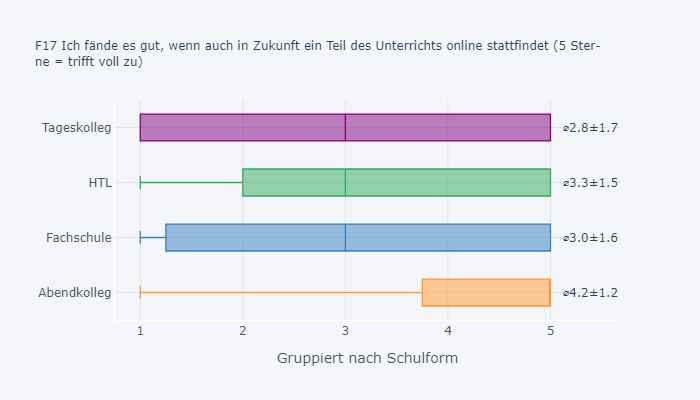 F17 Ich fände es gut, wenn auch in Zukunft ein Teil des Unterrichts online stattfindet (5 Ster-
ne = trifft voll zu)
Tageskolleg
⌀2.8±1.7
HTL
⌀3.3±1.5
Fachschule
⌀3.0±1.6
Abendkolleg
⌀4.2±1.2
1 2 3 4 5
Gruppiert nach Schulform